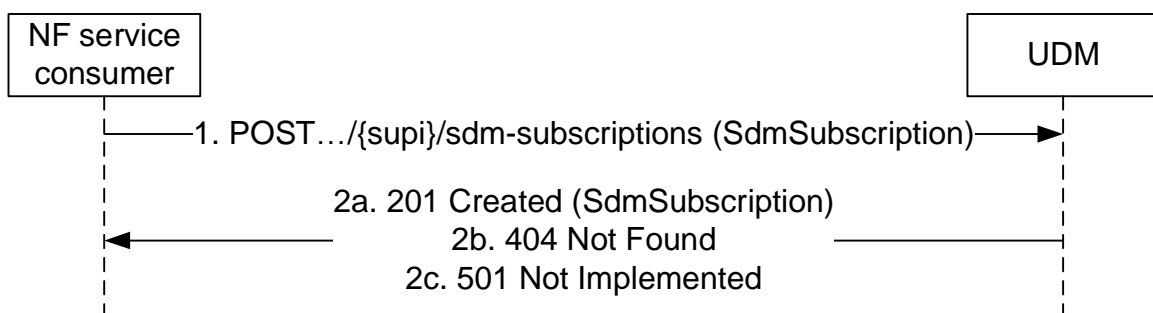 NF service
consumer
UDM
1. POST…/{supi}/sdm-subscriptions (SdmSubscription)
2a. 201 Created (SdmSubscription)
2b. 404 Not Found
2c. 501 Not Implemented